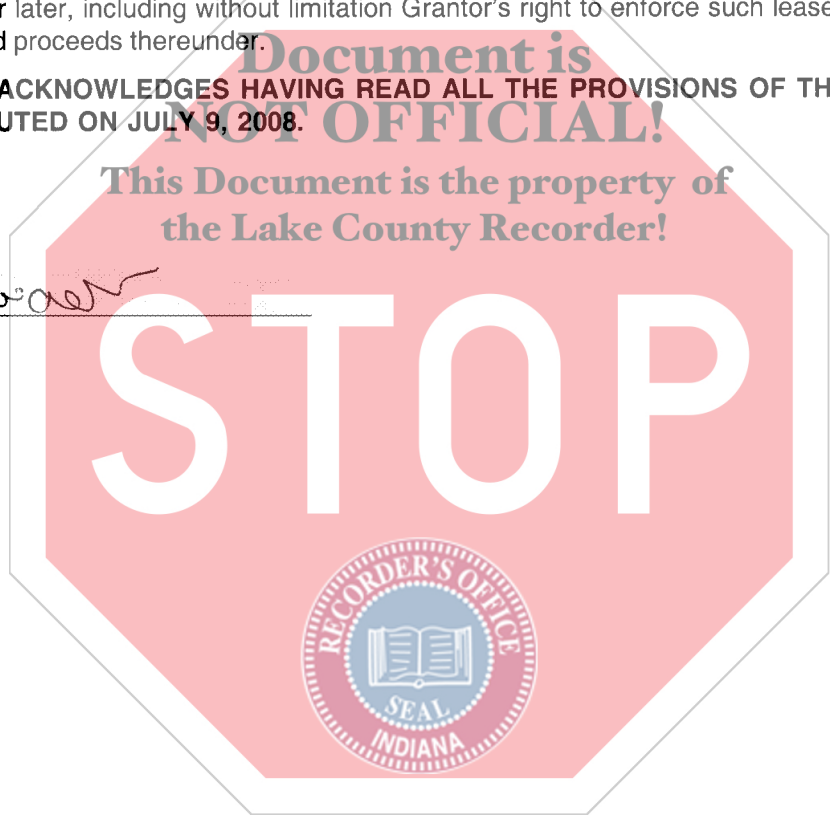 r later, including without limitation Grantor's right to enforce such lease
d proceeds thereunder.
Document is
ACKNOWLEDGES HAVING READ ALL THE PROVISIONS OF TH
NOT OFFICIAL!
UTED ON JULY 9, 2008.
This Document is the property of
the Lake County Recorder!
STOP
RECORDER'S OFFICE
SEAL
INDIANA